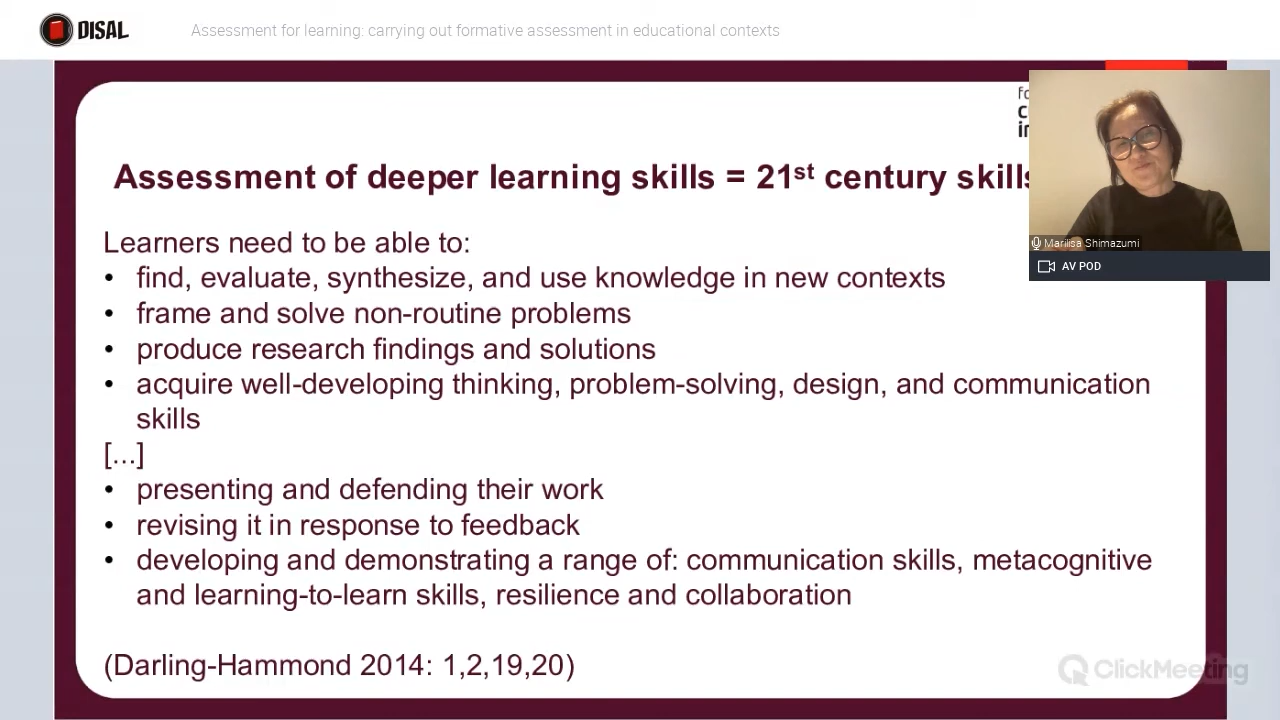 DISAL
Assessment for learning: carrying out formative assessment in educational contexts
Assessment of deeper learning skills = 21st century skills
Learners need to be able to:
• find, evaluate, synthesize, and use knowledge in new contexts
• frame and solve non-routine problems
• produce research findings and solutions
• acquire well-developing thinking, problem-solving, design, and communication
skills
[...]
• presenting and defending their work
• revising it in response to feedback
• developing and demonstrating a range of: communication skills, metacognitive
and learning-to-learn skills, resilience and collaboration
(Darling-Hammond 2014: 1,2,19,20)
Marilisa Shimazumi
AV POD
ClickMeeting